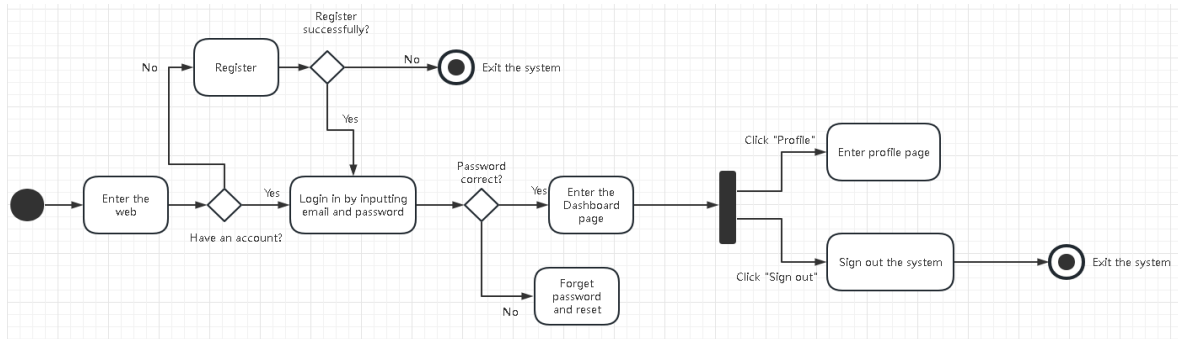 Register
successfully?
No
Register
No
Exit the system
Yes
Click "Profile"
Enter profile page
Password
correct?
Enter the
web
Yes
Login in by inputting
email and password
Yes
Enter the
Dashboard
page
Have an account?
Sign out the system
Exit the system
Click "Sign out"
Forget
password
and reset
No